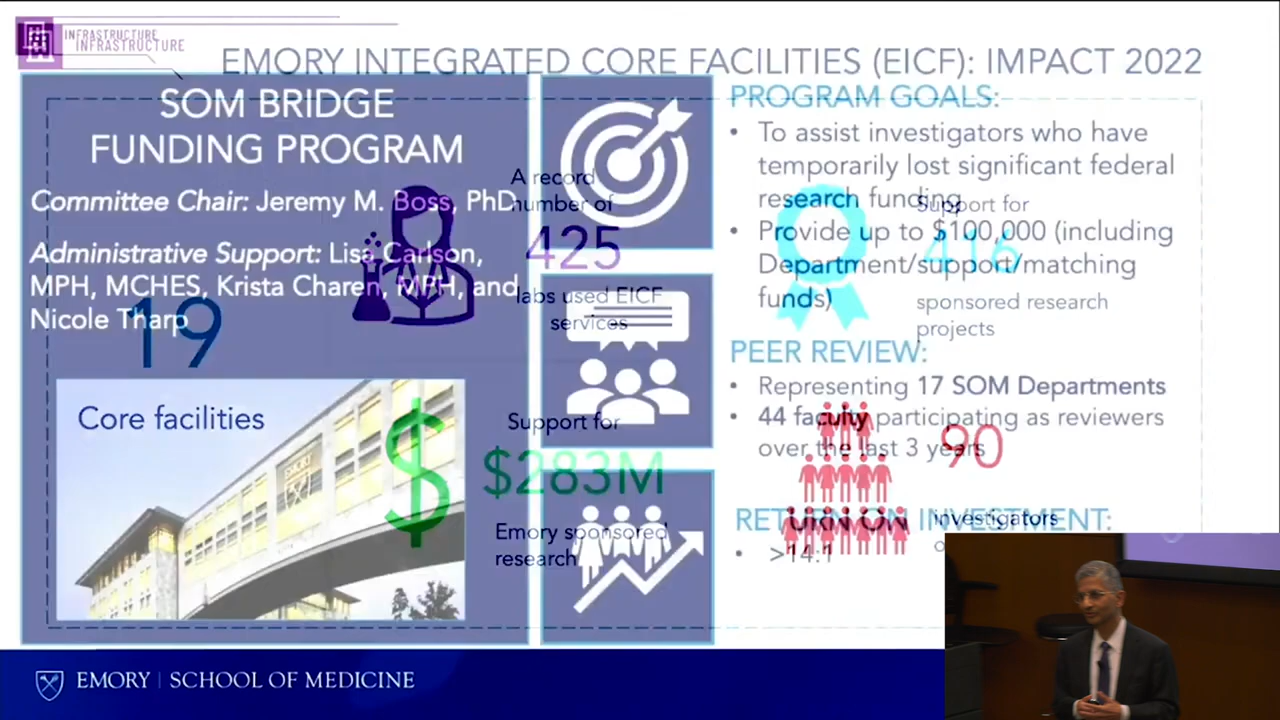 INFRASTRUCTURE
INFRASTRUCTURE
EMORY INTEGRATED CORE FACILITIES (EICF): IMPACT 2022
SOM BRIDGE
FUNDING PROGRAM
Committee Chair: Jeremy M. Boss, PhD
Administrative Support: Lisa Carlson,
MPH, MCHES, Krista Charen, MPH, and
Nicole Tharp
19
Core facilities
EMORY
A record
number of
425
labs used EICF
services
Support for
$283M
Emory sponsored
research
PROGRAM GOALS:
• To assist investigators who have
temporarily lost significant federal
research funding
• Provide up to $100,000 (including
Department/support/matching
funds)
Support for
416
sponsored research
projects
PEER REVIEW:
• Representing 17 SOM Departments
• 44 faculty participating as reviewers
over the last 3 years
90
Investigators
RETURN ON INVESTMENT:
• >14:1
EMORY | SCHOOL OF MEDICINE